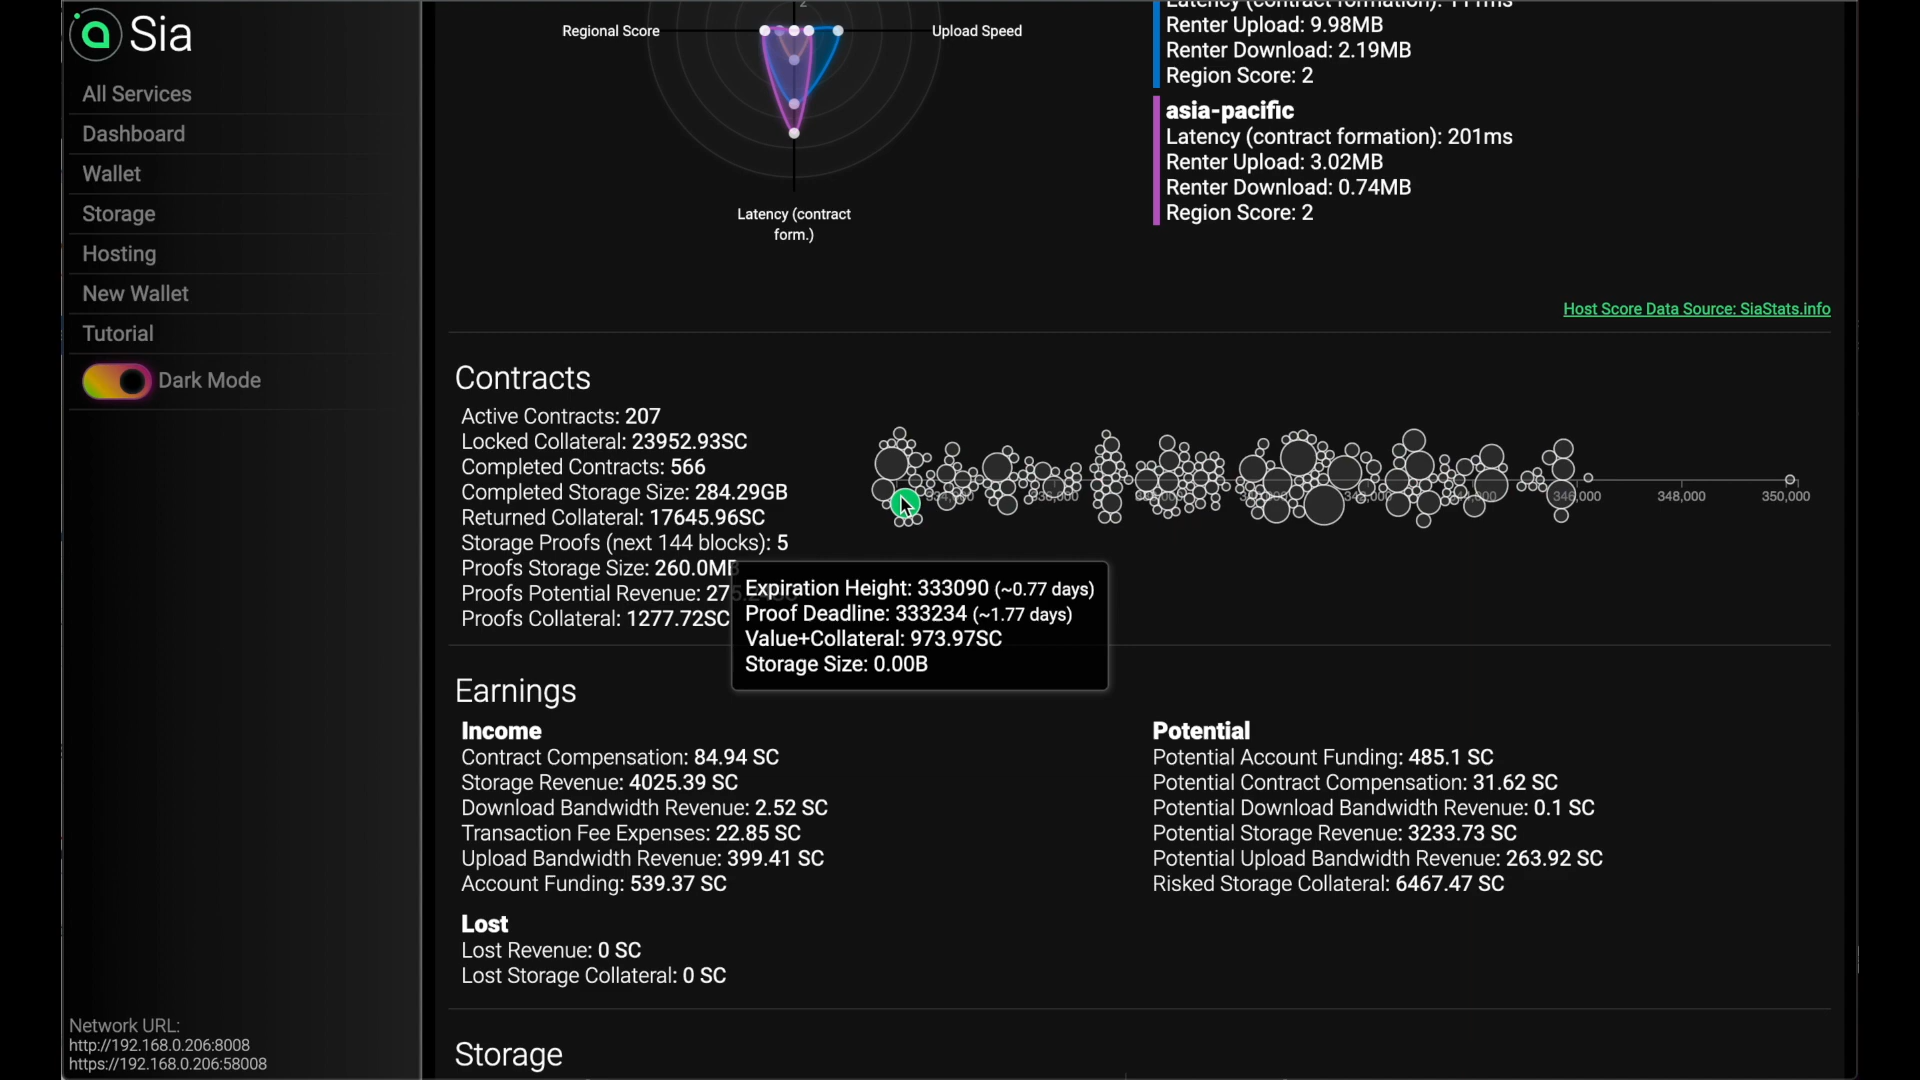 Sia
All Services
Dashboard
Wallet
Storage
Hosting
New Wallet
Tutorial
Dark Mode
Network URL:
http://192.168.0.206:8008
https://192.168.0.206:58008
2
Regional Score
Upload Speed
Latency (contract
form.)
Latency (contract formation): 111ms
Renter Upload: 9.98MB
Renter Download: 2.19MB
Region Score: 2
asia-pacific
Latency (contract formation): 201ms
Renter Upload: 3.02MB
Renter Download: 0.74MB
Region Score: 2
Host Score Data Source: SiaStats.info
Contracts
Active Contracts: 207
Locked Collateral: 23952.93SC
Completed Contracts: 566
Completed Storage Size: 284.29GB
Returned Collateral: 17645.96SC
Storage Proofs (next 144 blocks): 5
Proofs Storage Size: 260.0MB
Proofs Potential Revenue:
Proofs Collateral: 1277.72SC
346,000
348,000
350,000
Expiration Height: 333090 (~0.77 days)
Proof Deadline: 333234 (~1.77 days)
Value+Collateral: 973.97SC
Storage Size: 0.00B
Earnings
Income
Contract Compensation: 84.94 SC
Storage Revenue: 4025.39 SC
Download Bandwidth Revenue: 2.52 SC
Transaction Fee Expenses: 22.85 SC
Upload Bandwidth Revenue: 399.41 SC
Account Funding: 539.37 SC
Potential
Potential Account Funding: 485.1 SC
Potential Contract Compensation: 31.62 SC
Potential Download Bandwidth Revenue: 0.1 SC
Potential Storage Revenue: 3233.73 SC
Potential Upload Bandwidth Revenue: 263.92 SC
Risked Storage Collateral: 6467.47 SC
Lost
Lost Revenue: 0 SC
Lost Storage Collateral: 0 SC
Storage